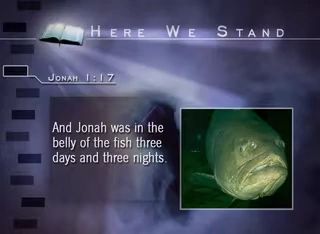 Here We Stand
Jonah 1:17
And Jonah was in the
belly of the fish three
days and three nights.